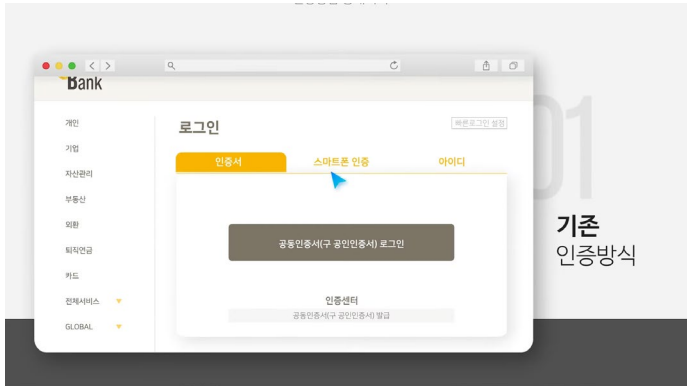 Bank
개인
기업
자산관리
부동산
외환
퇴직연금
카드
전체서비스
GLOBAL
로그인
빠른로그인 설정
인증서
스마트폰 인증
아이디
공동인증서(구 공인인증서) 로그인
인증센터
공동인증서(구 공인인증서) 발급
01
기존
인증방식